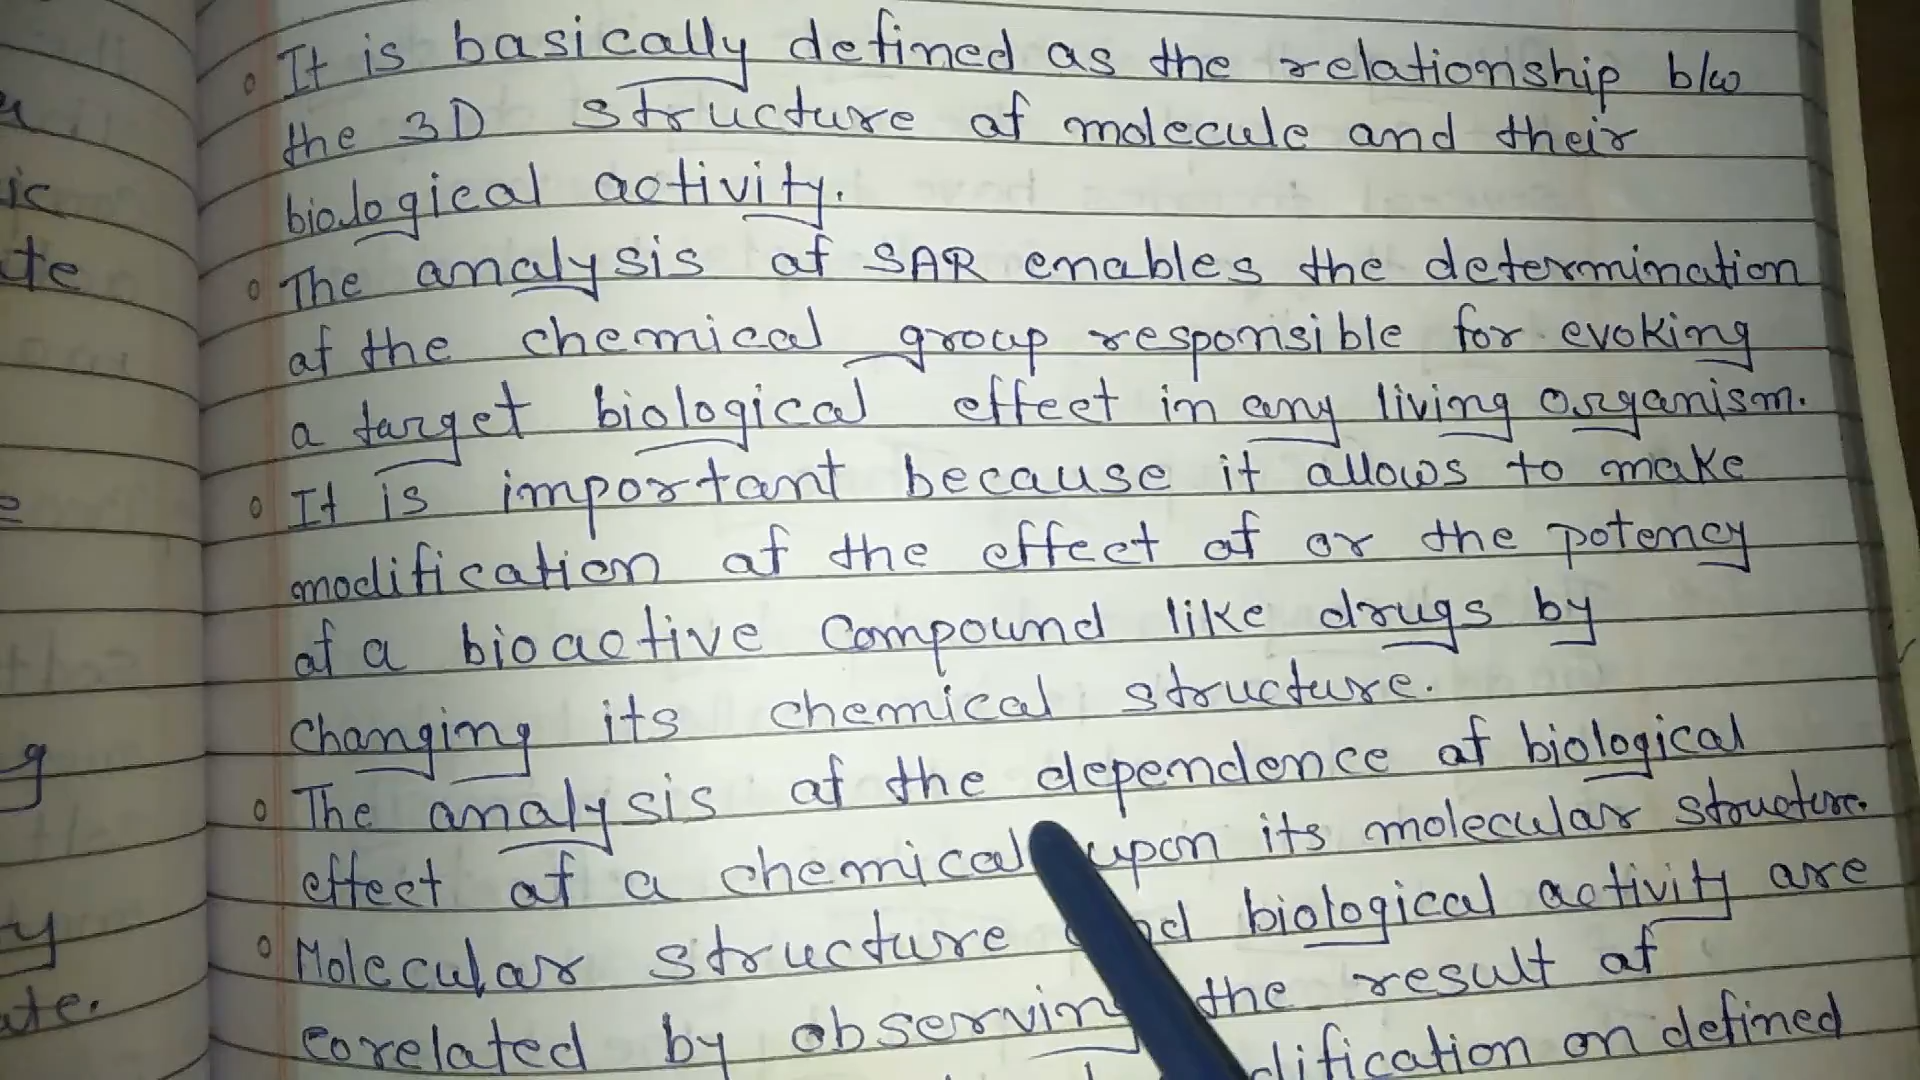 It is basically defined as the relationship b/w
the 3D structure of molecule and their
biological activity.
The analysis of SAR enables the determination
of the chemical group responsible for evoking
a target biological effect in any living organism.
It is important because it allows to make
modification of the effect of or the potency
of a bioactive compound like drugs by
changing its chemical structure.
The analysis of the dependence of biological
effect of a chemical upon its molecular structure.
Molecular structure biological activity are
corelated by observing the result of
on defined
ic
te
g
y
ate.